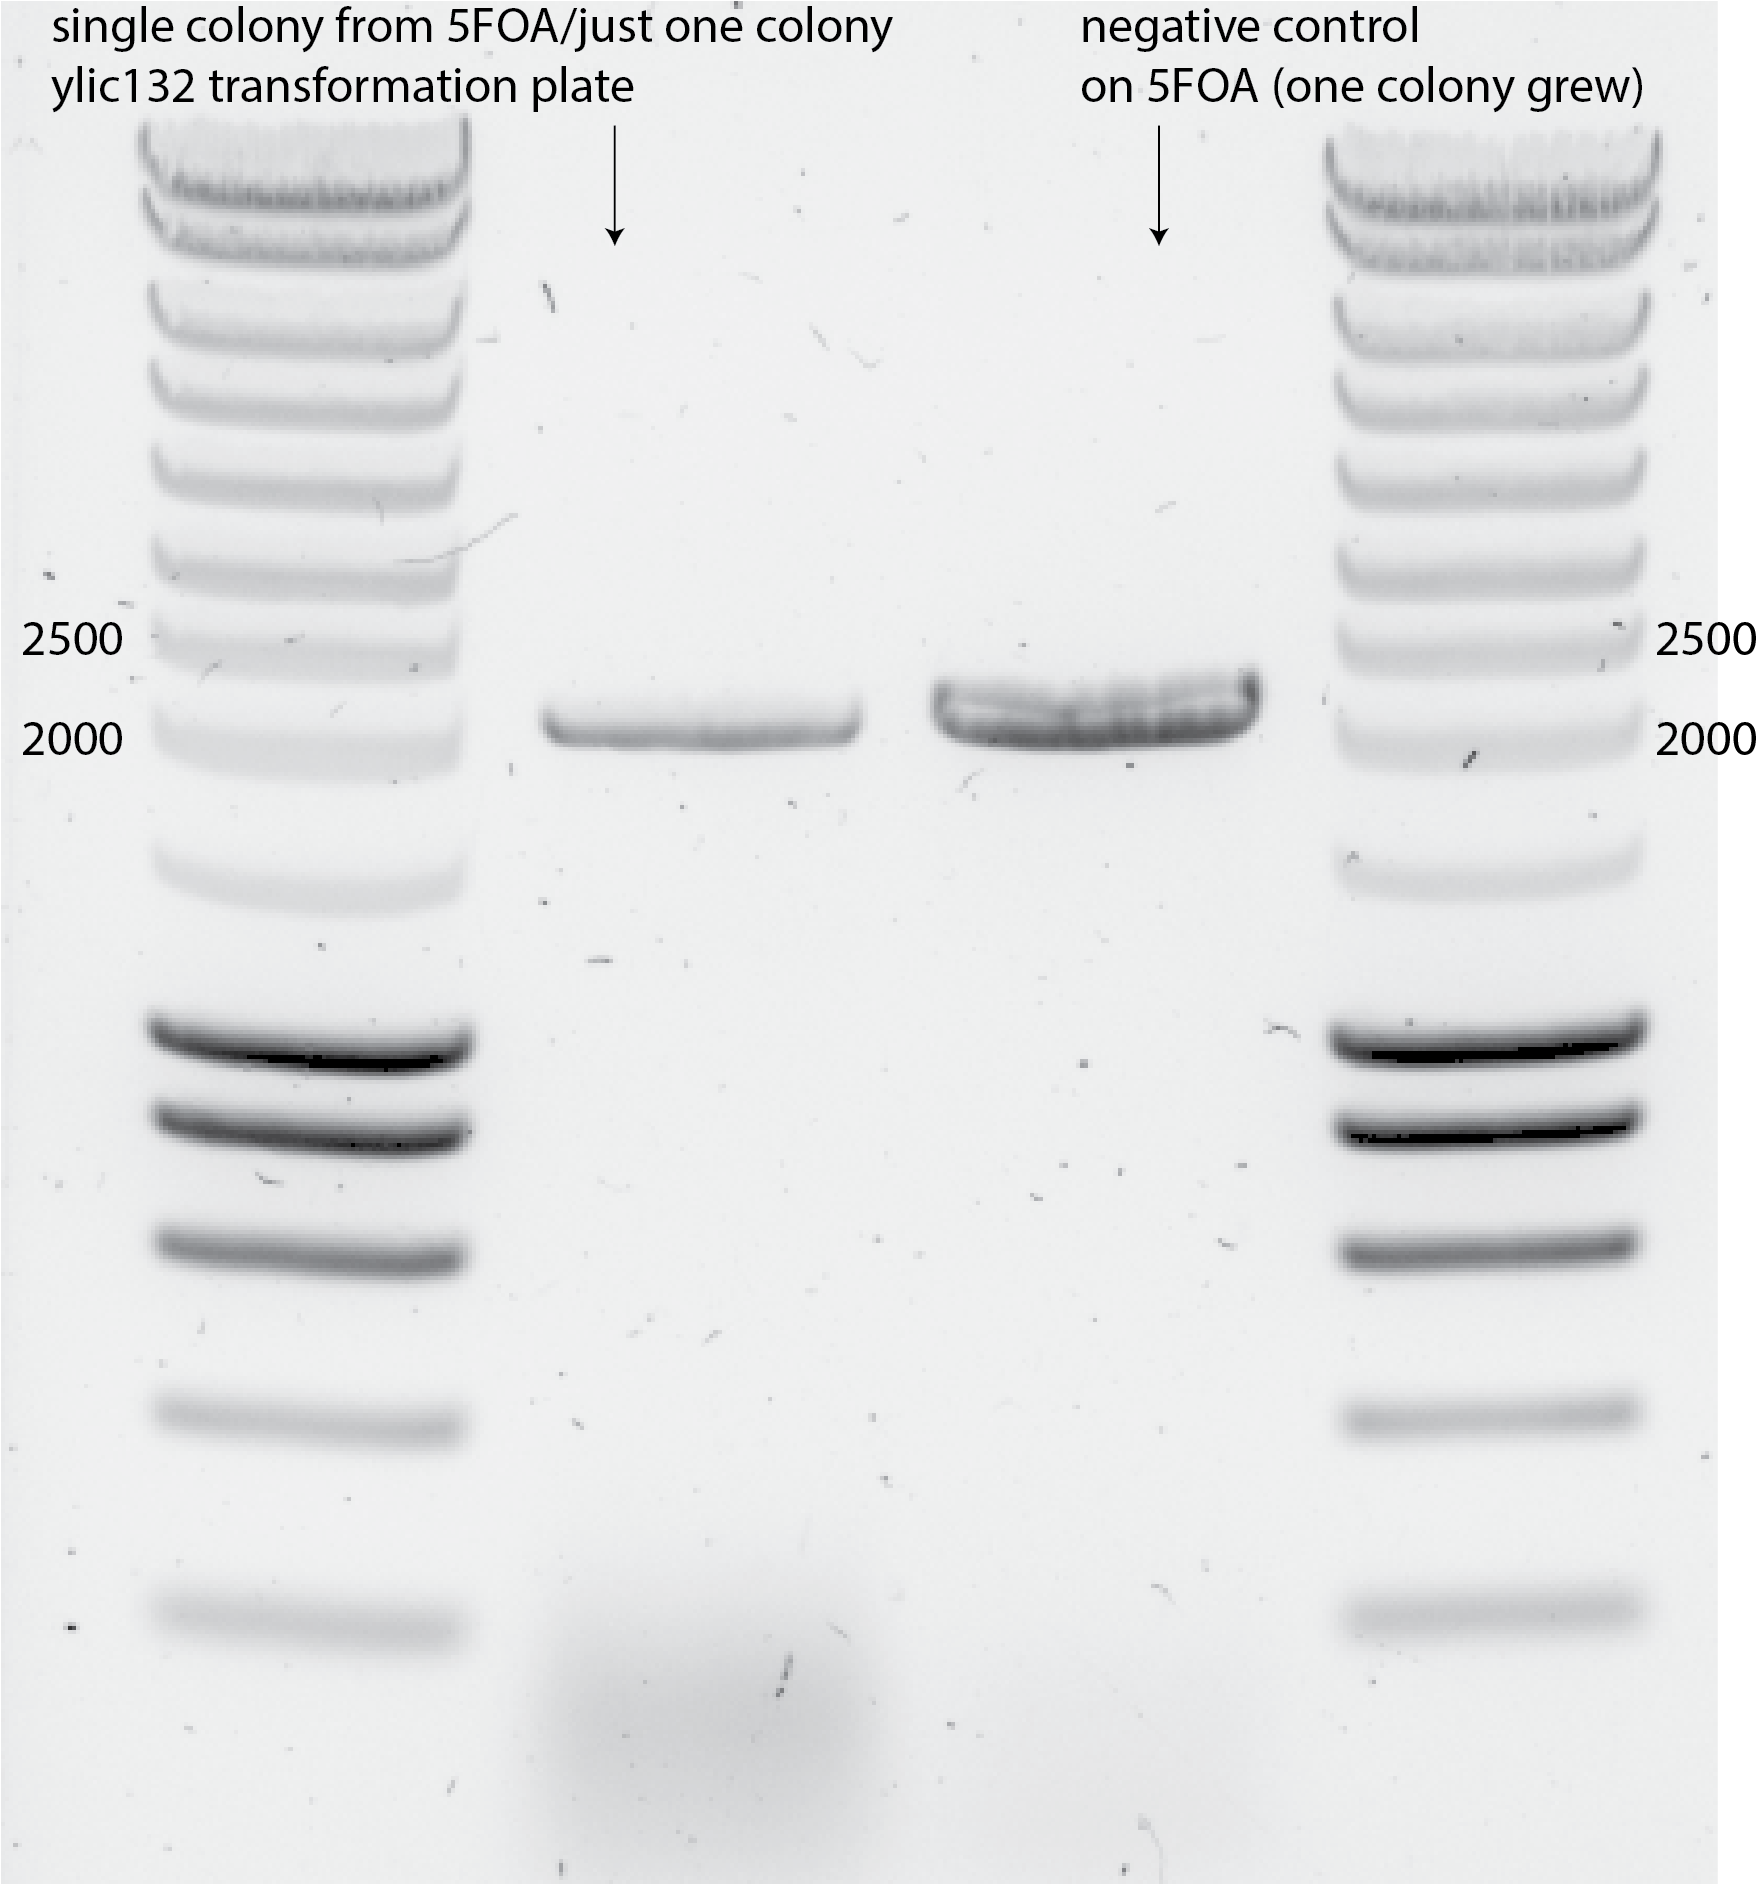 single colony from 5FOA/just one colony
ylic132 transformation plate
negative control
on 5FOA (one colony grew)
2500
2500
2000
2000